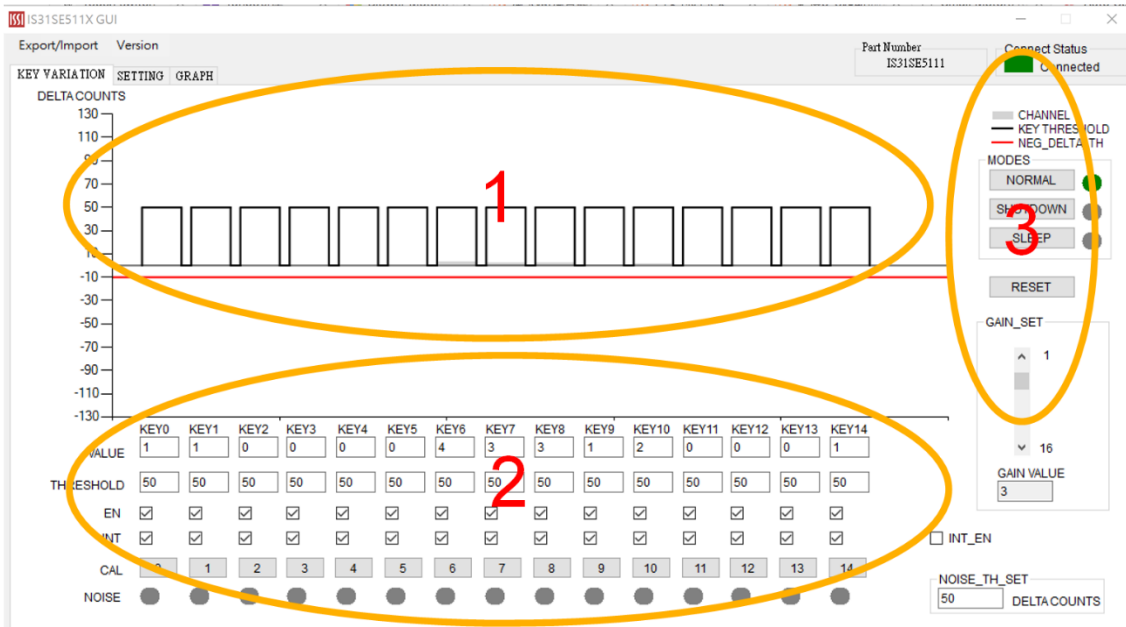 ISSI IS31SE511X GUI
Export/Import Version
Part Number
IS31SE5111
Connect Status
Connected
KEY VARIATION SETTING GRAPH
DELTA COUNTS
130
110
90
70
50
30
10
-10
-30
-50
-70
-90
-110
-130
1
CHANNEL
KEY THRESHOLD
NEG_DELTA_TH
MODES
NORMAL
SHUTDOWN
SLEEP
3
RESET
GAIN_SET
1
16
GAIN VALUE
3
KEY0 KEY1 KEY2 KEY3 KEY4 KEY5 KEY6 KEY7 KEY8 KEY9 KEY10 KEY11 KEY12 KEY13 KEY14
VALUE 1 1 0 0 0 0 4 3 3 1 2 0 0 0 1
2
THRESHOLD 50 50 50 50 50 50 50 50 50 50 50 50 50 50 50
EN
INT
CAL 0 1 2 3 4 5 6 7 8 9 10 11 12 13 14
NOISE
INT_EN
NOISE_TH_SET
50 DELTA COUNTS